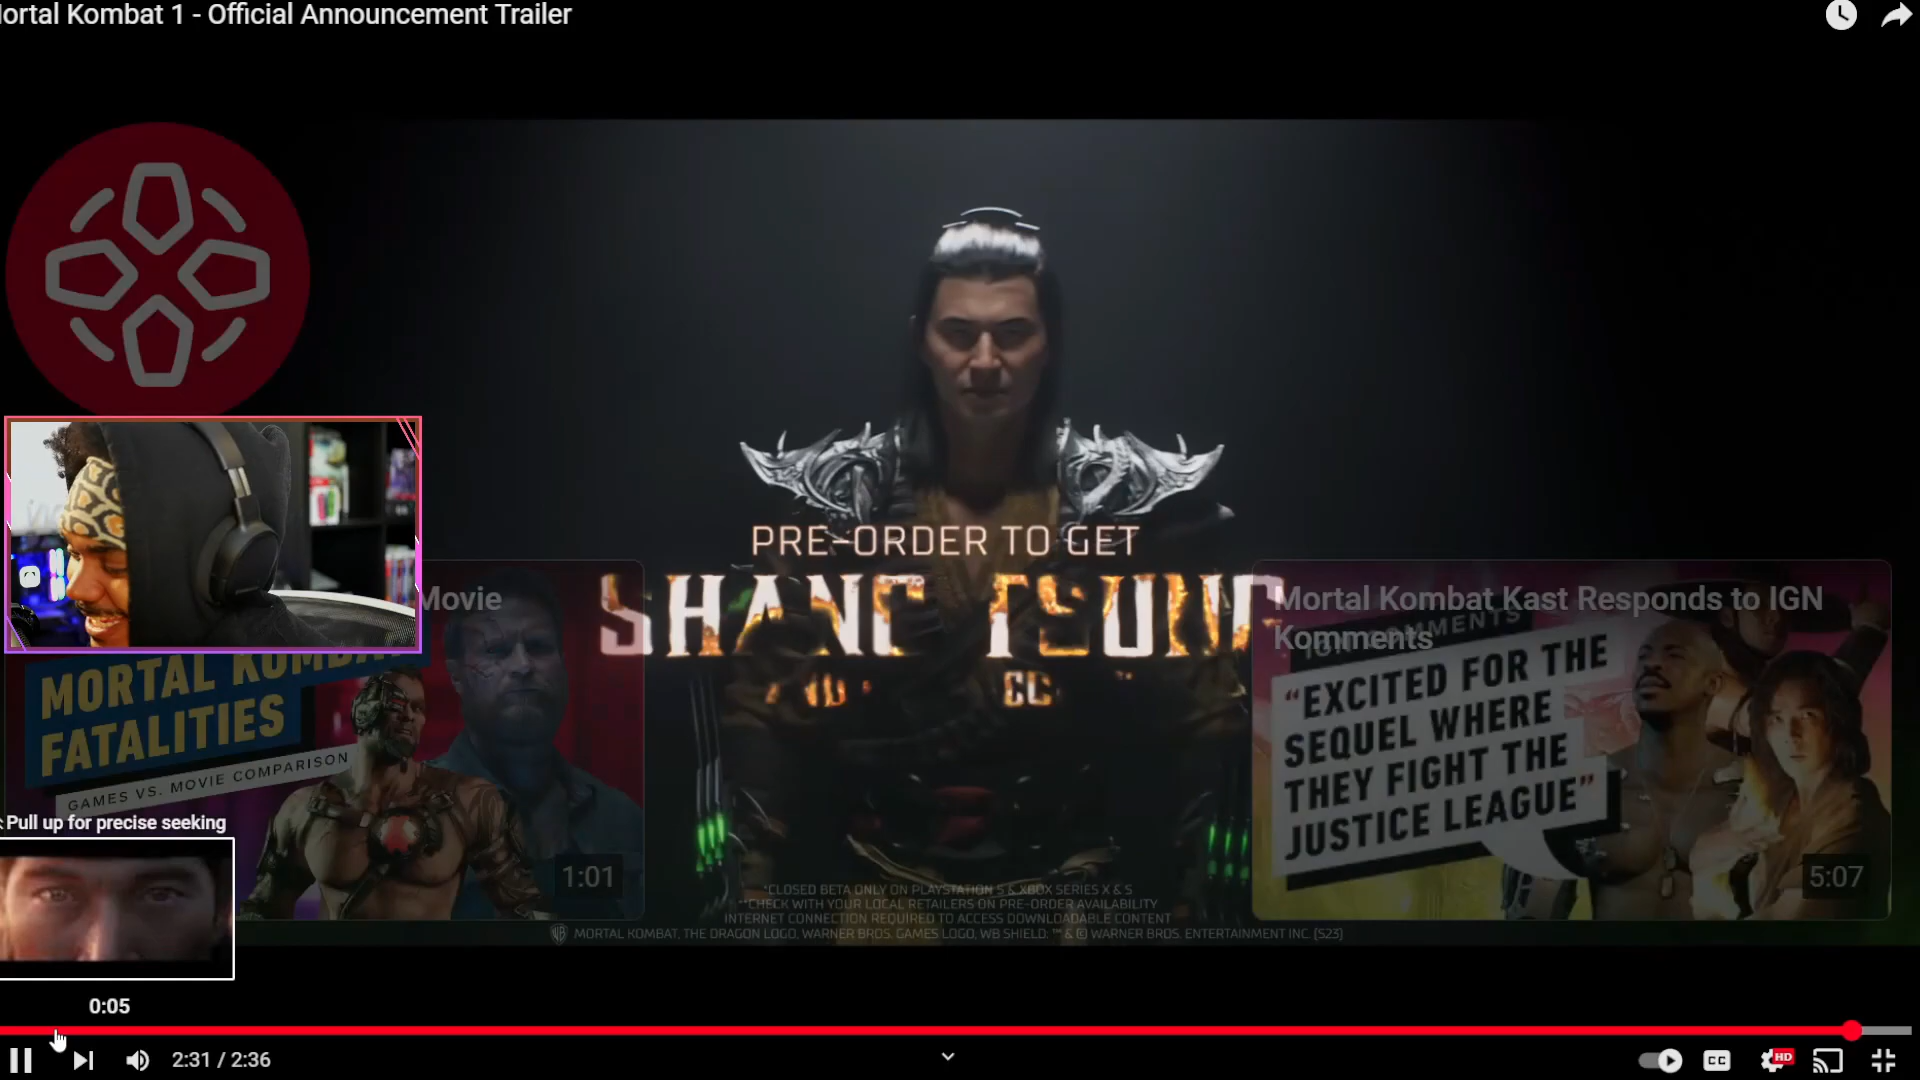 ortal Kombat 1 - Official Announcement Trailer
PRE-ORDER TO GET
SHANG TSUNG
Movie
MORTAL KOMBAT
FATALITIES
GAMES VS. MOVIE COMPARISON
1:01
Mortal Kombat Kast Responds to IGN
Komments
COMMENTS
“EXCITED FOR THE
SEQUEL WHERE
THEY FIGHT THE
JUSTICE LEAGUE”
5:07
Pull up for precise seeking
*CLOSED BETA ONLY ON PLAYSTATION 5 & XBOX SERIES X & S
**CHECK WITH YOUR LOCAL RETAILERS ON PRE-ORDER AVAILABILITY
INTERNET CONNECTION REQUIRED TO ACCESS DOWNLOADABLE CONTENT
MORTAL KOMBAT, THE DRAGON LOGO, WARNER BROS. GAMES LOGO, WB SHIELD: ™ & © WARNER BROS. ENTERTAINMENT INC. (S23)
0:05
2:31 / 2:36
CC
HD